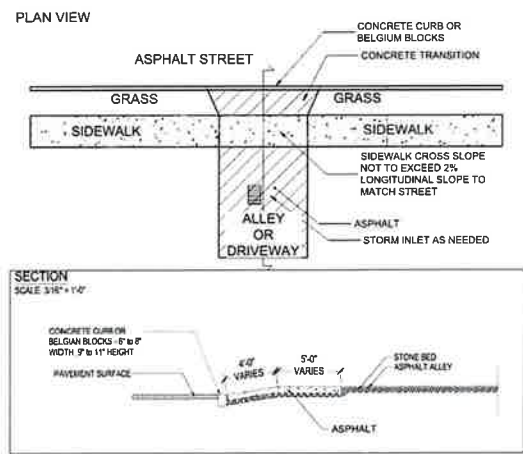 PLAN VIEW
CONCRETE CURB OR
BELGIUM BLOCKS
ASPHALT STREET
CONCRETE TRANSITION
GRASS
GRASS
SIDEWALK
SIDEWALK
SIDEWALK CROSS SLOPE
NOT TO EXCEED 2%
LONGITUDINAL SLOPE TO
MATCH STREET
ASPHALT
STORM INLET AS NEEDED
ALLEY
OR
DRIVEWAY
SECTION
SCALE 3/16" = 1'-0"
CONCRETE CURB OR
BELGIAN BLOCKS - 6" to 8"
WIDTH 9" to 11" HEIGHT
4'-0"
VARIES
5'-0"
VARIES
PAVEMENT SURFACE
STONE BED
ASPHALT ALLEY
ASPHALT